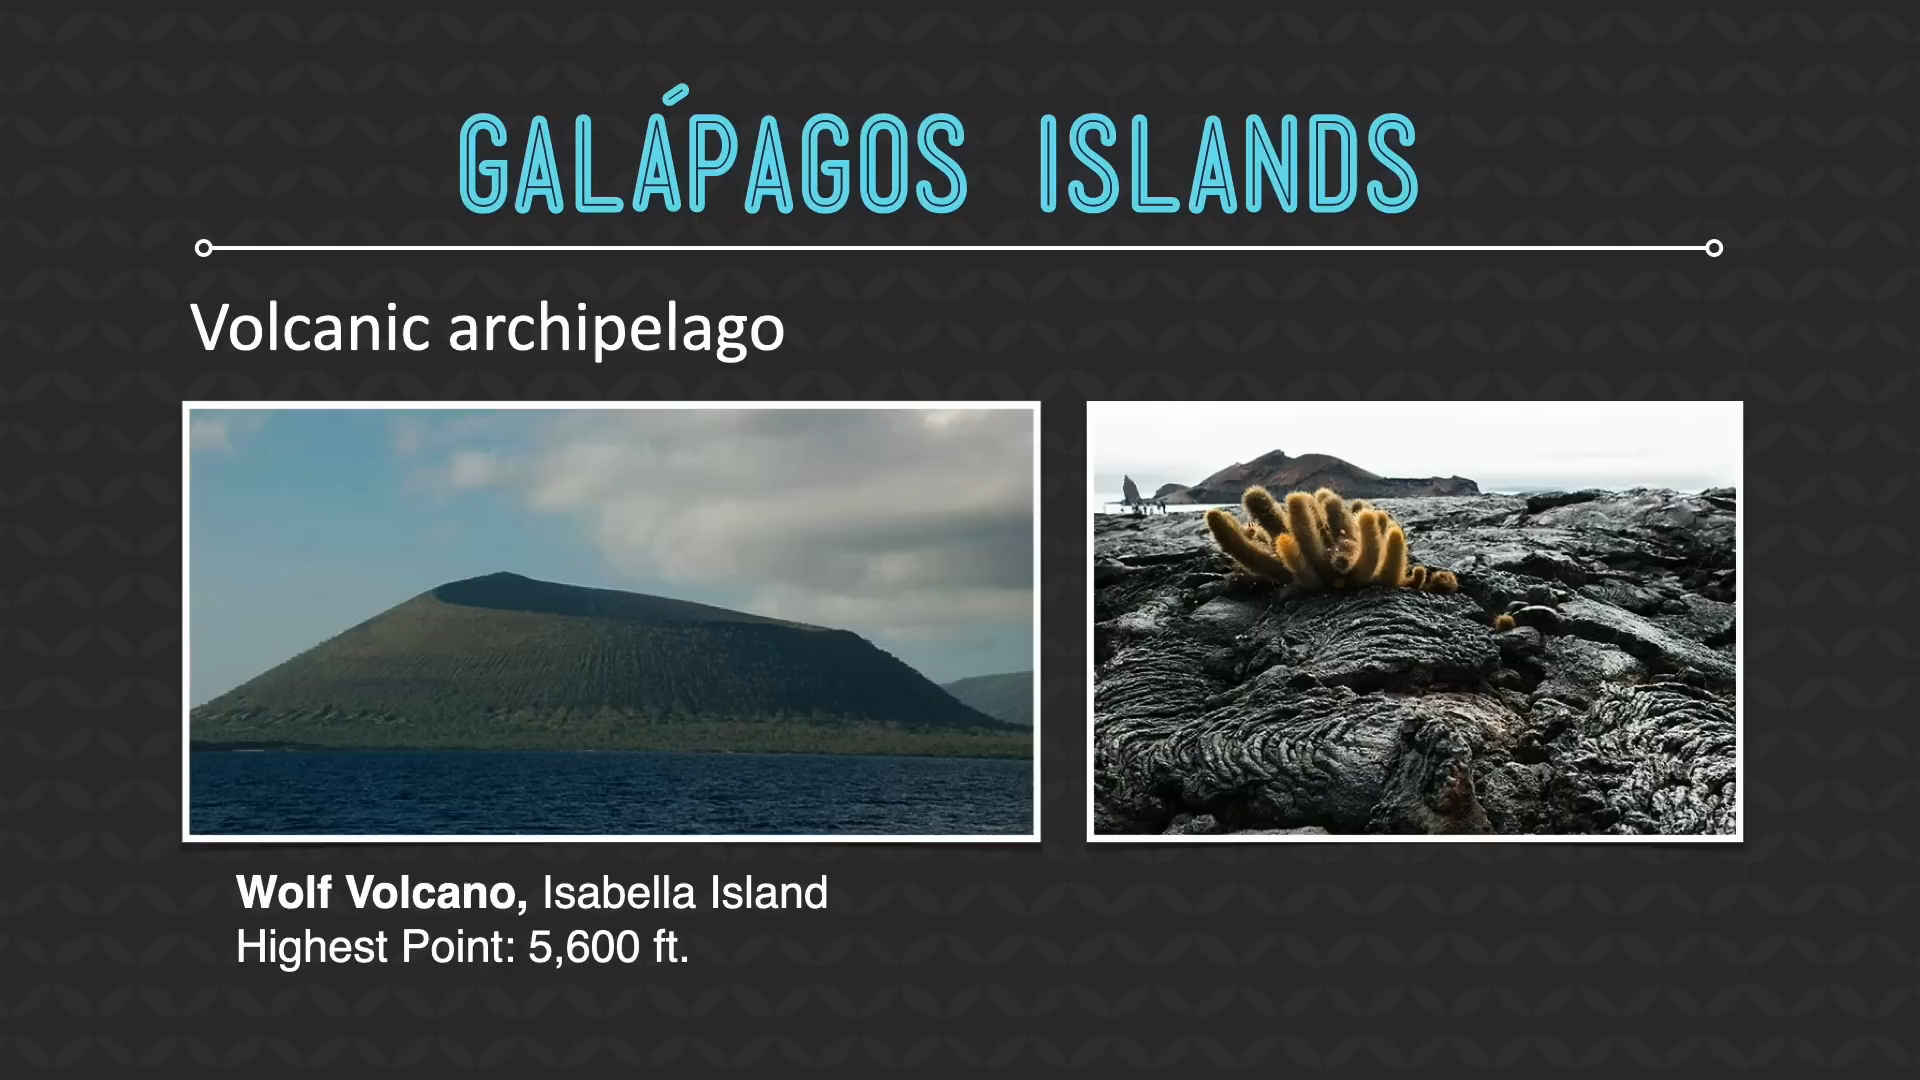 GALÁPAGOS ISLANDS
Volcanic archipelago
Wolf Volcano, Isabella Island
Highest Point: 5,600 ft.